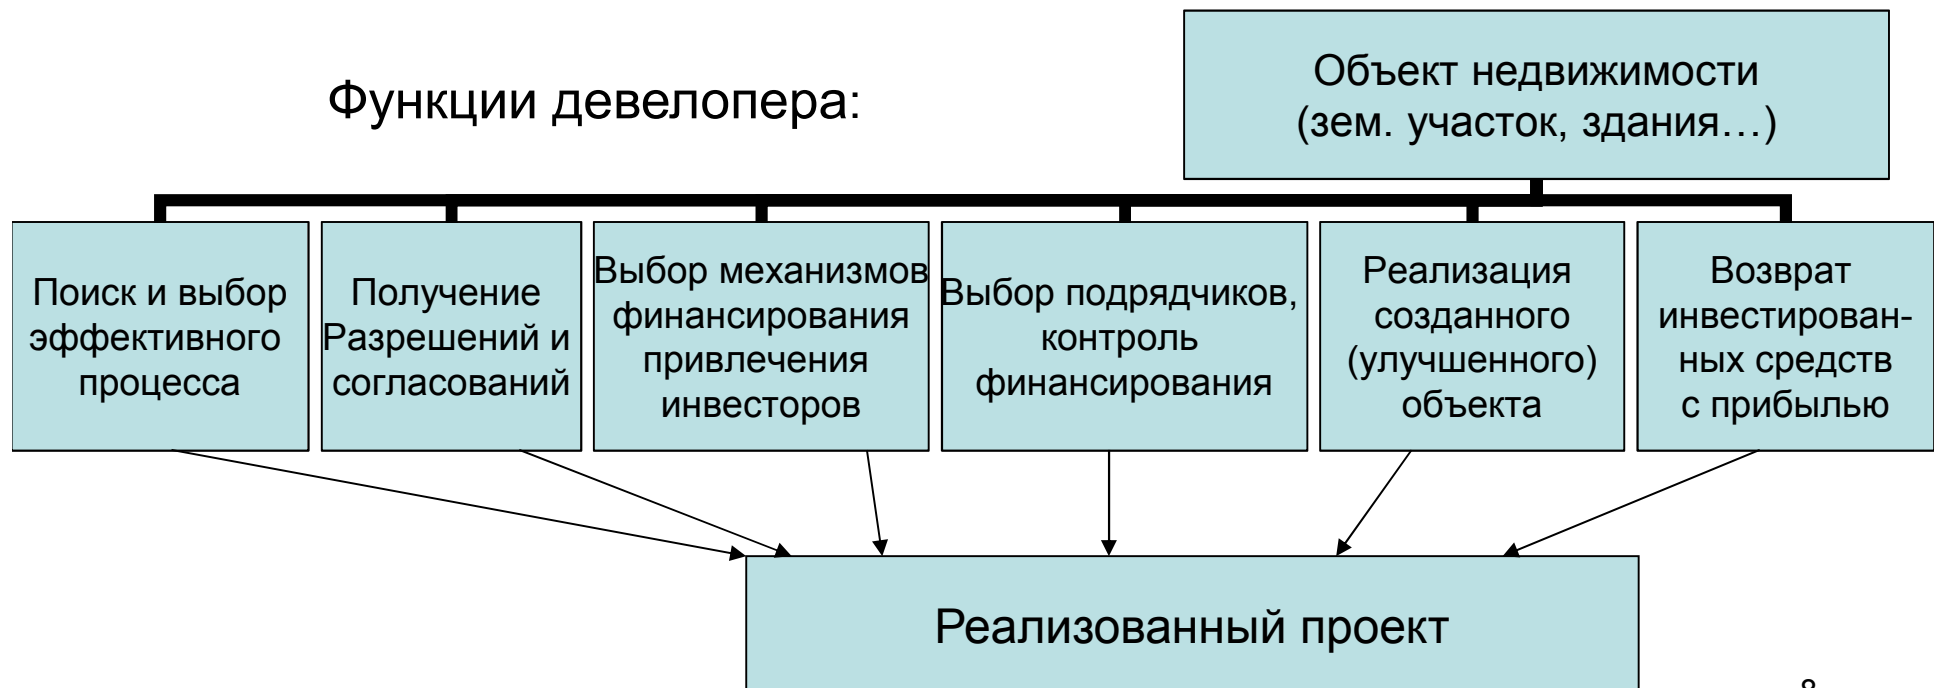 Функции девелопера:
Объект недвижимости
(зем. участок, здания…)
Поиск и выбор
эффективного
процесса
Получение
Разрешений и
согласований
Выбор механизмов
финансирования
привлечения
инвесторов
Выбор подрядчиков,
контроль
финансирования
Реализация
созданного
(улучшенного)
объекта
Возврат
инвестирован-
ных средств
с прибылью
Реализованный проект